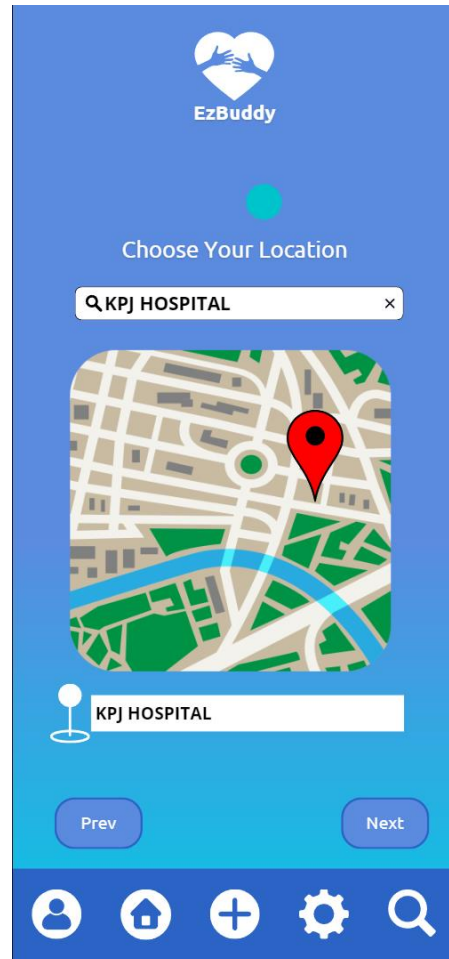 EzBuddy
Choose Your Location
KPJ HOSPITAL ×
KPJ HOSPITAL
Prev
Next